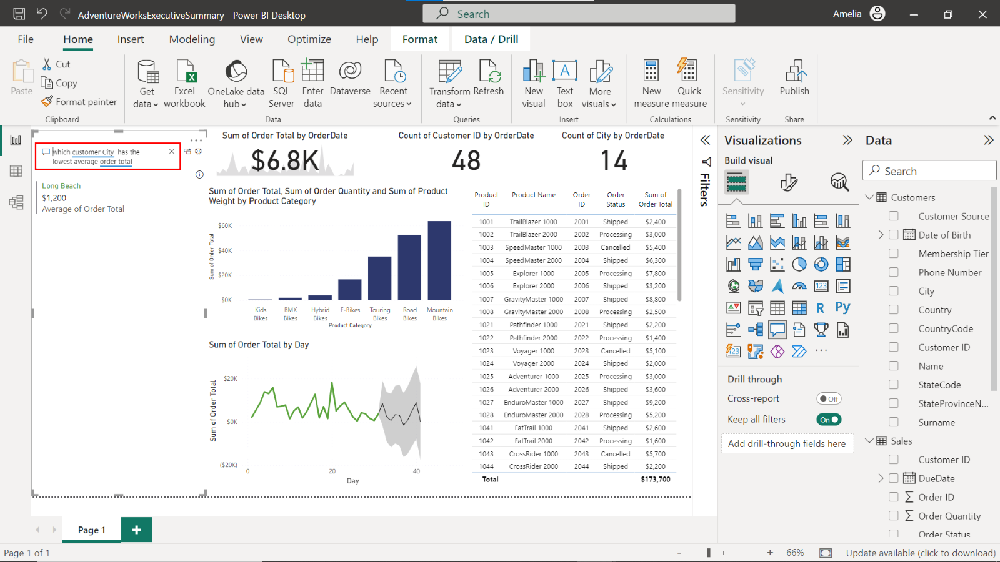 AdventureWorksExecutiveSummary - Power BI Desktop
Search
Amelia
File
Home
Insert
Modeling
View
Optimize
Help
Format
Data / Drill
Paste
Cut
Copy
Format painter
Clipboard
Get
data
Excel
workbook
OneLake data
hub
SQL
Server
Enter
data
Dataverse
Recent
sources
Data
Transform
data
Refresh
Queries
New
visual
Text
box
More
visuals
Insert
New
measure
Quick
measure
Calculations
Sensitivity
Sensitivity
Publish
Share
which customer City has the
lowest average order total
Long Beach
$1,200
Average of Order Total
Sum of Order Total by OrderDate
$6.8K
Count of Customer ID by OrderDate
48
Count of City by OrderDate
14
Sum of Order Total, Sum of Order Quantity and Sum of Product
Weight by Product Category
Sum of Order Total
$60K
$40K
$20K
$0K
Kids
Bikes
BMX
Bikes
Hybrid
Bikes
E-Bikes
Touring
Bikes
Road
Bikes
Mountain
Bikes
Product Category
Sum of Order Total by Day
Sum of Order Total
$20K
$0K
($20K)
0
20
40
Day
Product
ID
Product Name
Order
ID
Order
Status
Sum of
Order Total
1001 TrailBlazer 1000 2001 Shipped $2,400
1002 TrailBlazer 2000 2002 Processing $3,000
1003 SpeedMaster 1000 2003 Cancelled $5,400
1004 SpeedMaster 2000 2004 Shipped $6,300
1005 Explorer 1000 2005 Processing $7,800
1006 Explorer 2000 2006 Shipped $3,200
1007 GravityMaster 1000 2007 Shipped $8,800
1008 GravityMaster 2000 2008 Processing $2,500
1021 Pathfinder 1000 2021 Shipped $2,200
1022 Pathfinder 2000 2022 Processing $1,400
1023 Voyager 1000 2023 Cancelled $5,100
1024 Voyager 2000 2024 Shipped $2,000
1025 Adventurer 1000 2025 Processing $3,000
1026 Adventurer 2000 2026 Shipped $3,600
1027 EnduroMaster 1000 2027 Shipped $9,200
1028 EnduroMaster 2000 2028 Processing $5,200
1041 FatTrail 1000 2041 Shipped $2,600
1042 FatTrail 2000 2042 Processing $1,600
1043 CrossRider 1000 2043 Cancelled $5,700
1044 CrossRider 2000 2044 Shipped $2,200
Total $173,700
Filters
Visualizations
Build visual
123
R
Py
123
Drill through
Cross-report
Off
Keep all filters
On
Add drill-through fields here
Data
Search
Customers
Customer Source
Date of Birth
Membership Tier
Phone Number
City
Country
CountryCode
Customer ID
Name
StateCode
StateProvinceN...
Surname
Sales
Customer ID
DueDate
Order ID
Order Quantity
Order Status
Page 1
Page 1 of 1
66%
Update available (click to download)